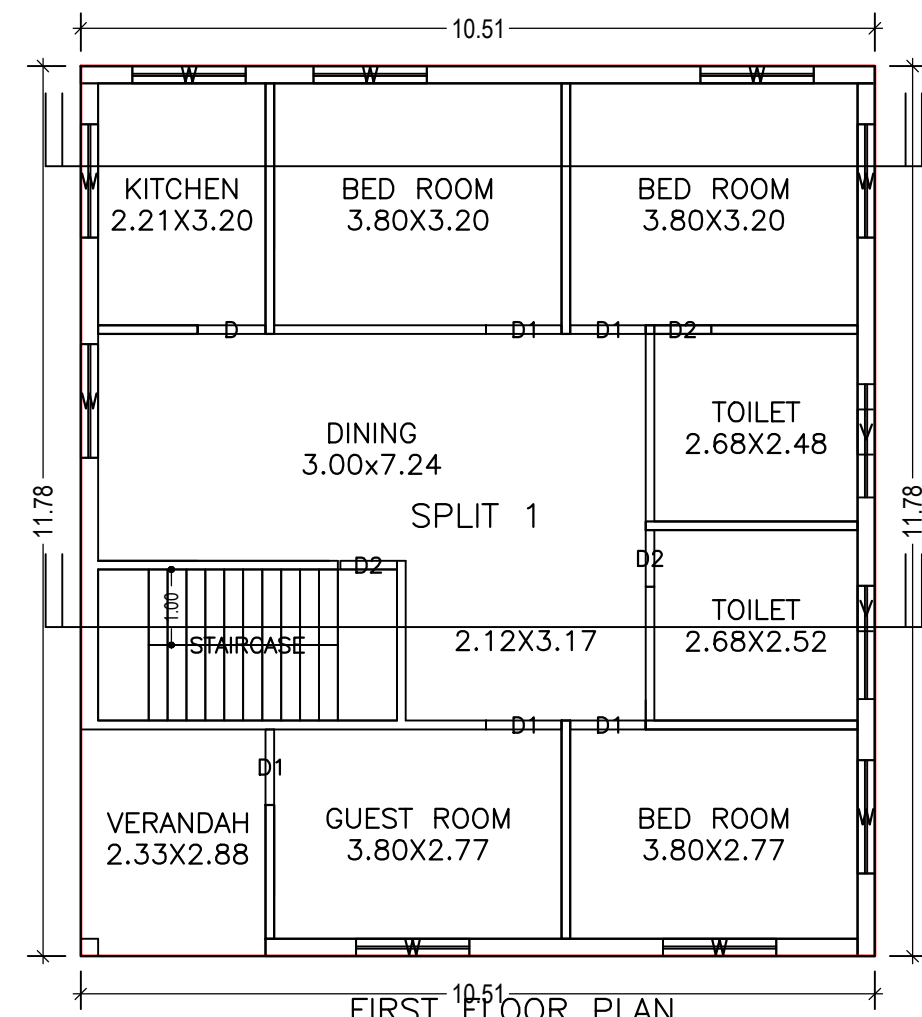 10.51
W W W
W
W
KITCHEN
2.21X3.20
BED ROOM
3.80X3.20
BED ROOM
3.80X3.20
D
D1
D1
D2
W
DINING
3.00x7.24
TOILET
2.68X2.48
V
11.78
11.78
SPLIT 1
D2
D2
1.00
STAIRCASE
2.12X3.17
TOILET
2.68X2.52
V
D1
D1
D1
VERANDAH
2.33X2.88
GUEST ROOM
3.80X2.77
BED ROOM
3.80X2.77
W
W
W
10.51
FIRST FLOOR PLAN